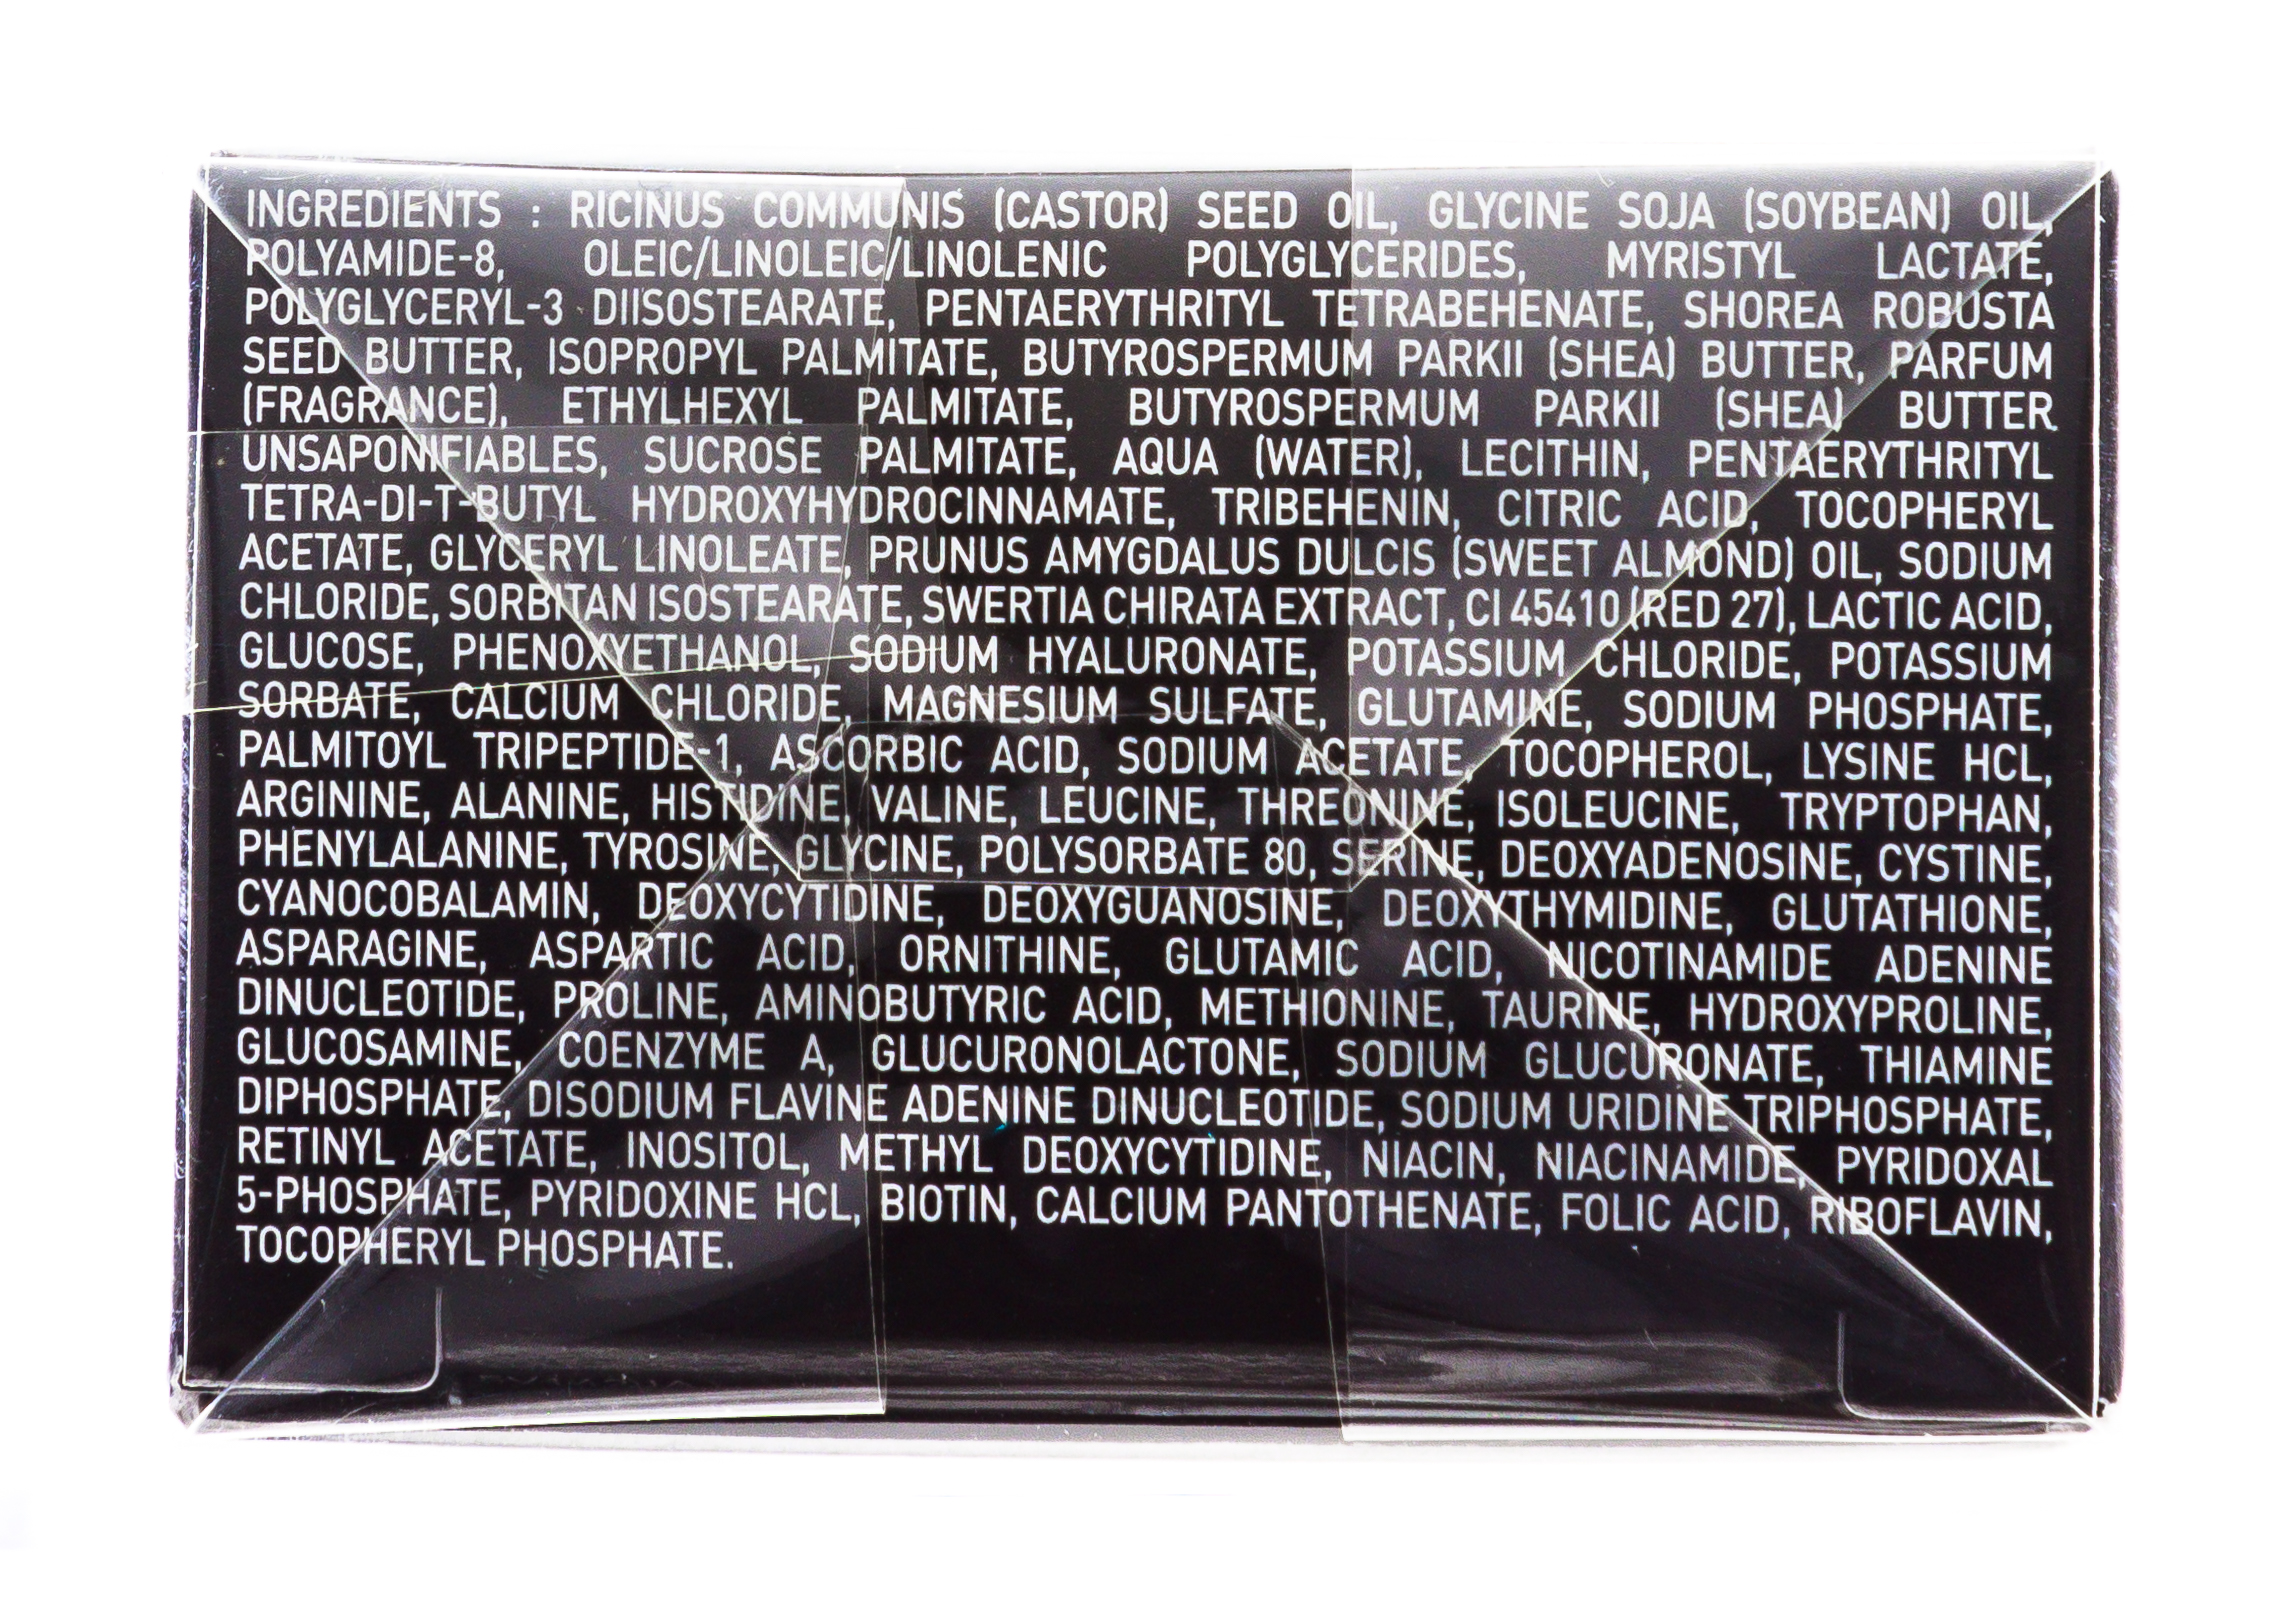 INGREDIENTS : RICINUS COMMUNIS (CASTOR) SEED OIL, GLYCINE SOJA (SOYBEAN) OIL,
POLYAMIDE-8, OLEIC/LINOLEIC/LINOLENIC POLYGLYCERIDES, MYRISTYL LACTATE,
POLYGLYCERYL-3 DIISOSTEARATE, PENTAERYTHRITYL TETRABEHENATE, SHOREA ROBUSTA
SEED BUTTER, ISOPROPYL PALMITATE, BUTYROSPERMUM PARKII (SHEA) BUTTER, PARFUM
(FRAGRANCE), ETHYLHEXYL PALMITATE, BUTYROSPERMUM PARKII (SHEA) BUTTER
UNSAPONIFIABLES, SUCROSE PALMITATE, AQUA (WATER), LECITHIN, PENTAERYTHRITYL
TETRA-DI-T-BUTYL HYDROXYHYDROCINNAMATE, TRIBEHENIN, CITRIC ACID, TOCOPHERYL
ACETATE, GLYCERYL LINOLEATE, PRUNUS AMYGDALUS DULCIS (SWEET ALMOND) OIL, SODIUM
CHLORIDE, SORBITAN ISOSTEARATE, SWERTIA CHIRATA EXTRACT, CI 45410 (RED 27), LACTIC ACID,
GLUCOSE, PHENOXYETHANOL, SODIUM HYALURONATE, POTASSIUM CHLORIDE, POTASSIUM
SORBATE, CALCIUM CHLORIDE, MAGNESIUM SULFATE, GLUTAMINE, SODIUM PHOSPHATE,
PALMITOYL TRIPEPTIDE-1, ASCORBIC ACID, SODIUM ACETATE, TOCOPHEROL, LYSINE HCL,
ARGININE, ALANINE, HISTIDINE, VALINE, LEUCINE, THREONINE, ISOLEUCINE, TRYPTOPHAN,
PHENYLALANINE, TYROSINE, GLYCINE, POLYSORBATE 80, SERINE, DEOXYADENOSINE, CYSTINE,
CYANOCOBALAMIN, DEOXYCYTIDINE, DEOXYGUANOSINE, DEOXYTHYMIDINE, GLUTATHIONE,
ASPARAGINE, ASPARTIC ACID, ORNITHINE, GLUTAMIC ACID, NICOTINAMIDE ADENINE
DINUCLEOTIDE, PROLINE, AMINOBUTYRIC ACID, METHIONINE, TAURINE, HYDROXYPROLINE,
GLUCOSAMINE, COENZYME A, GLUCURONOLACTONE, SODIUM GLUCURONATE, THIAMINE
DIPHOSPHATE, DISODIUM FLAVINE ADENINE DINUCLEOTIDE, SODIUM URIDINE TRIPHOSPHATE,
RETINYL ACETATE, INOSITOL, METHYL DEOXYCYTIDINE, NIACIN, NIACINAMIDE, PYRIDOXAL
5-PHOSPHATE, PYRIDOXINE HCL, BIOTIN, CALCIUM PANTOTHENATE, FOLIC ACID, RIBOFLAVIN,
TOCOPHERYL PHOSPHATE.